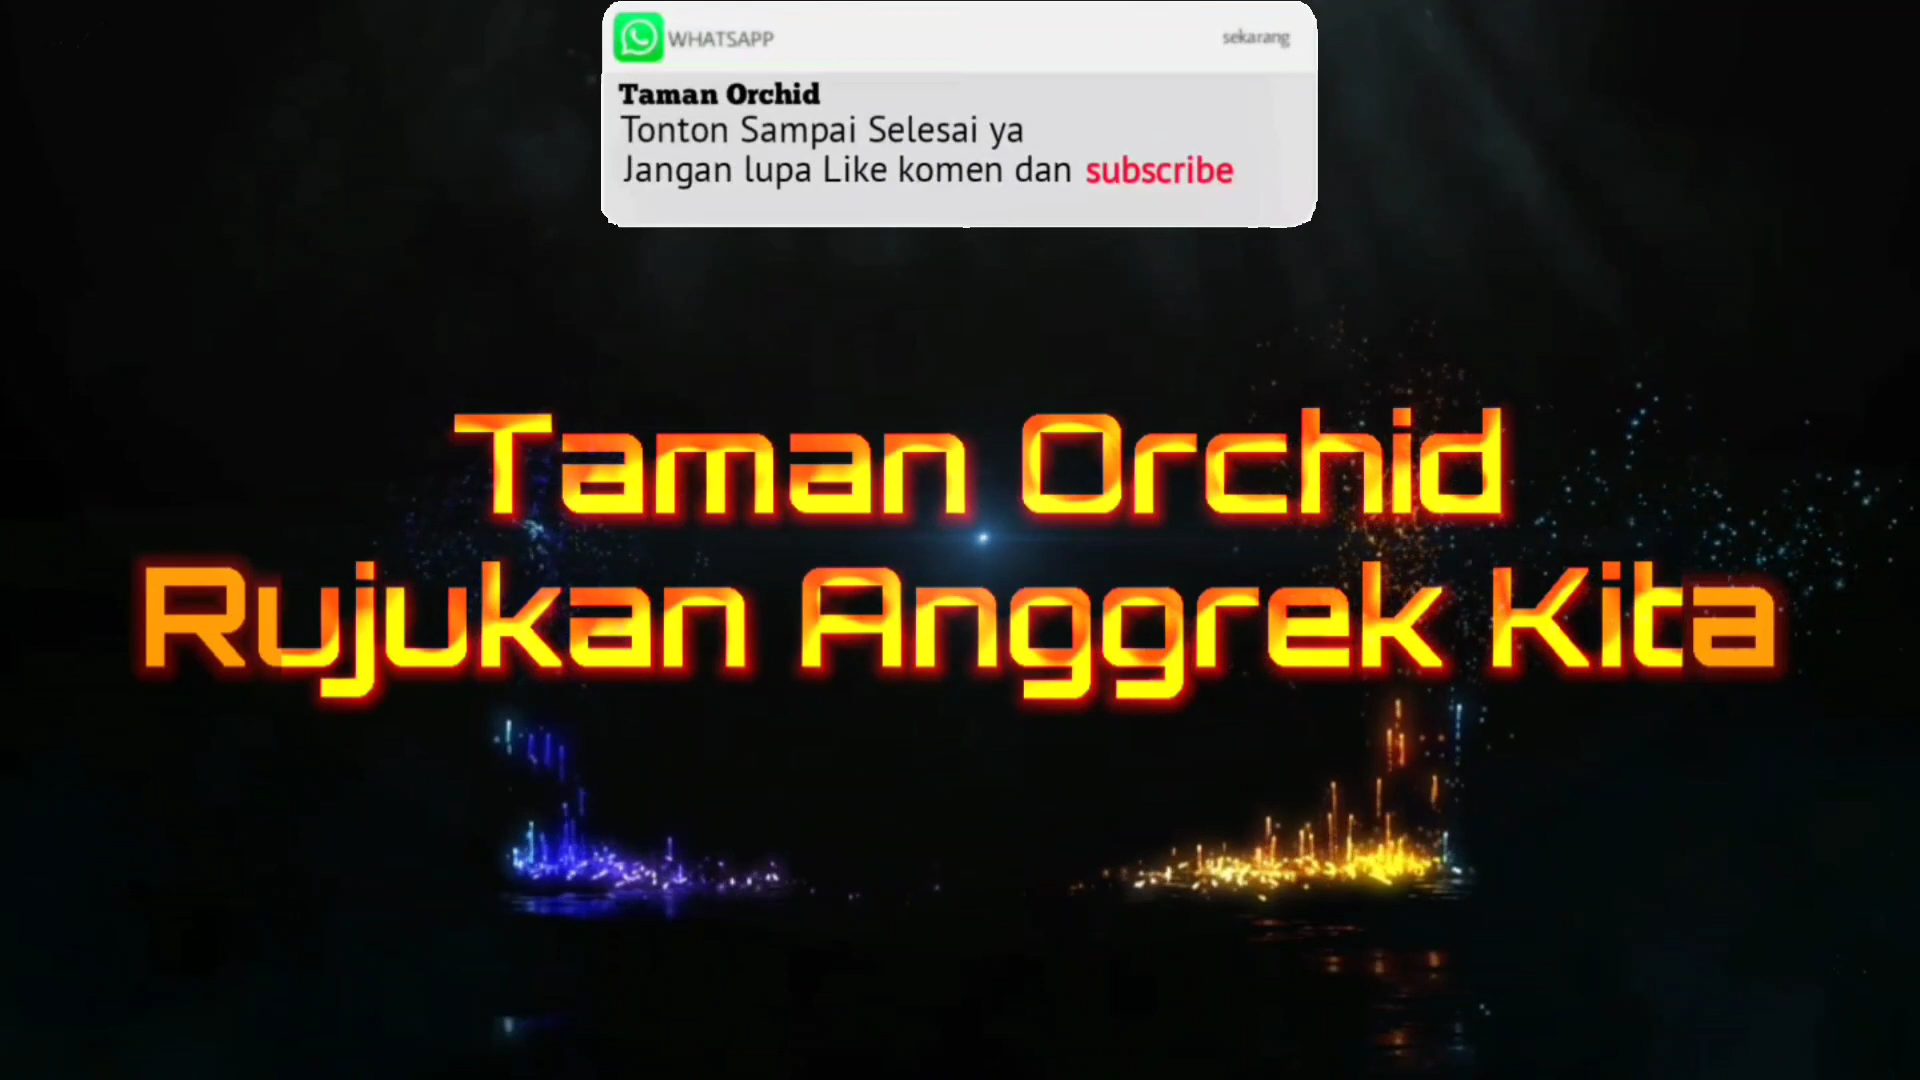 WHATSAPP sekarang
Taman Orchid
Tonton Sampai Selesai ya
Jangan lupa Like komen dan subscribe
Taman Orchid
Rujukan Anggrek Kita